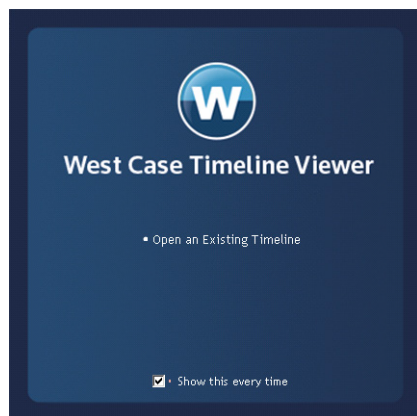 W
West Case Timeline Viewer
• Open an Existing Timeline
• Show this every time